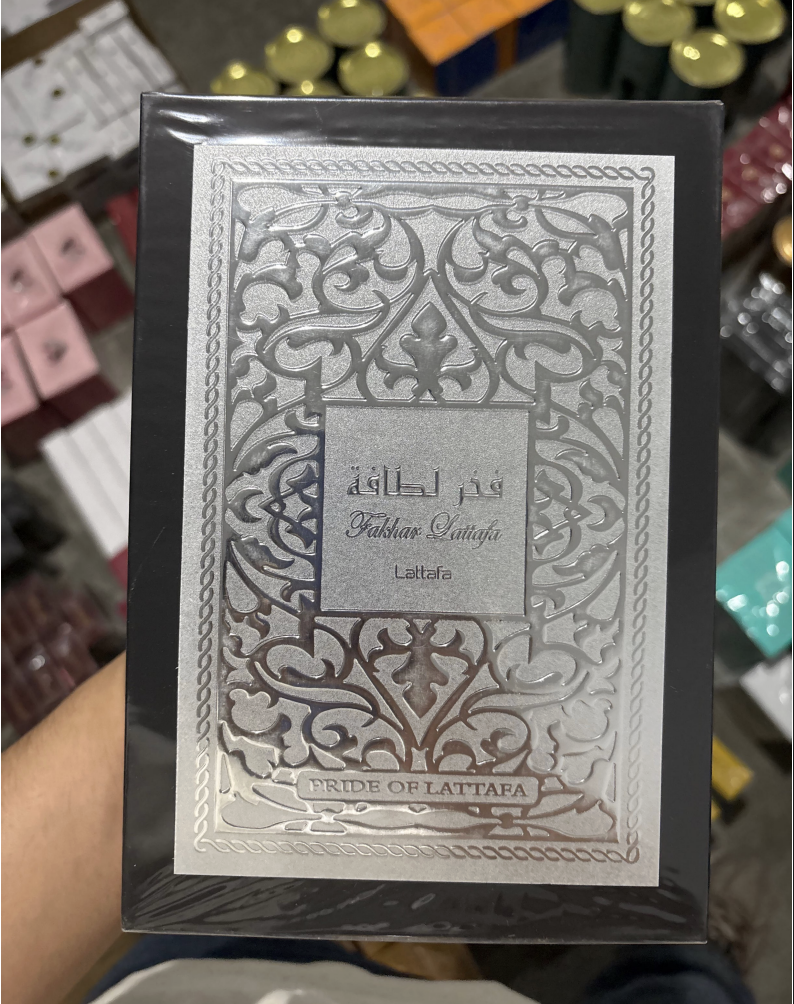 فخر لطافة
Fakhar Lattafa
Lattafa
PRIDE OF LATTAFA